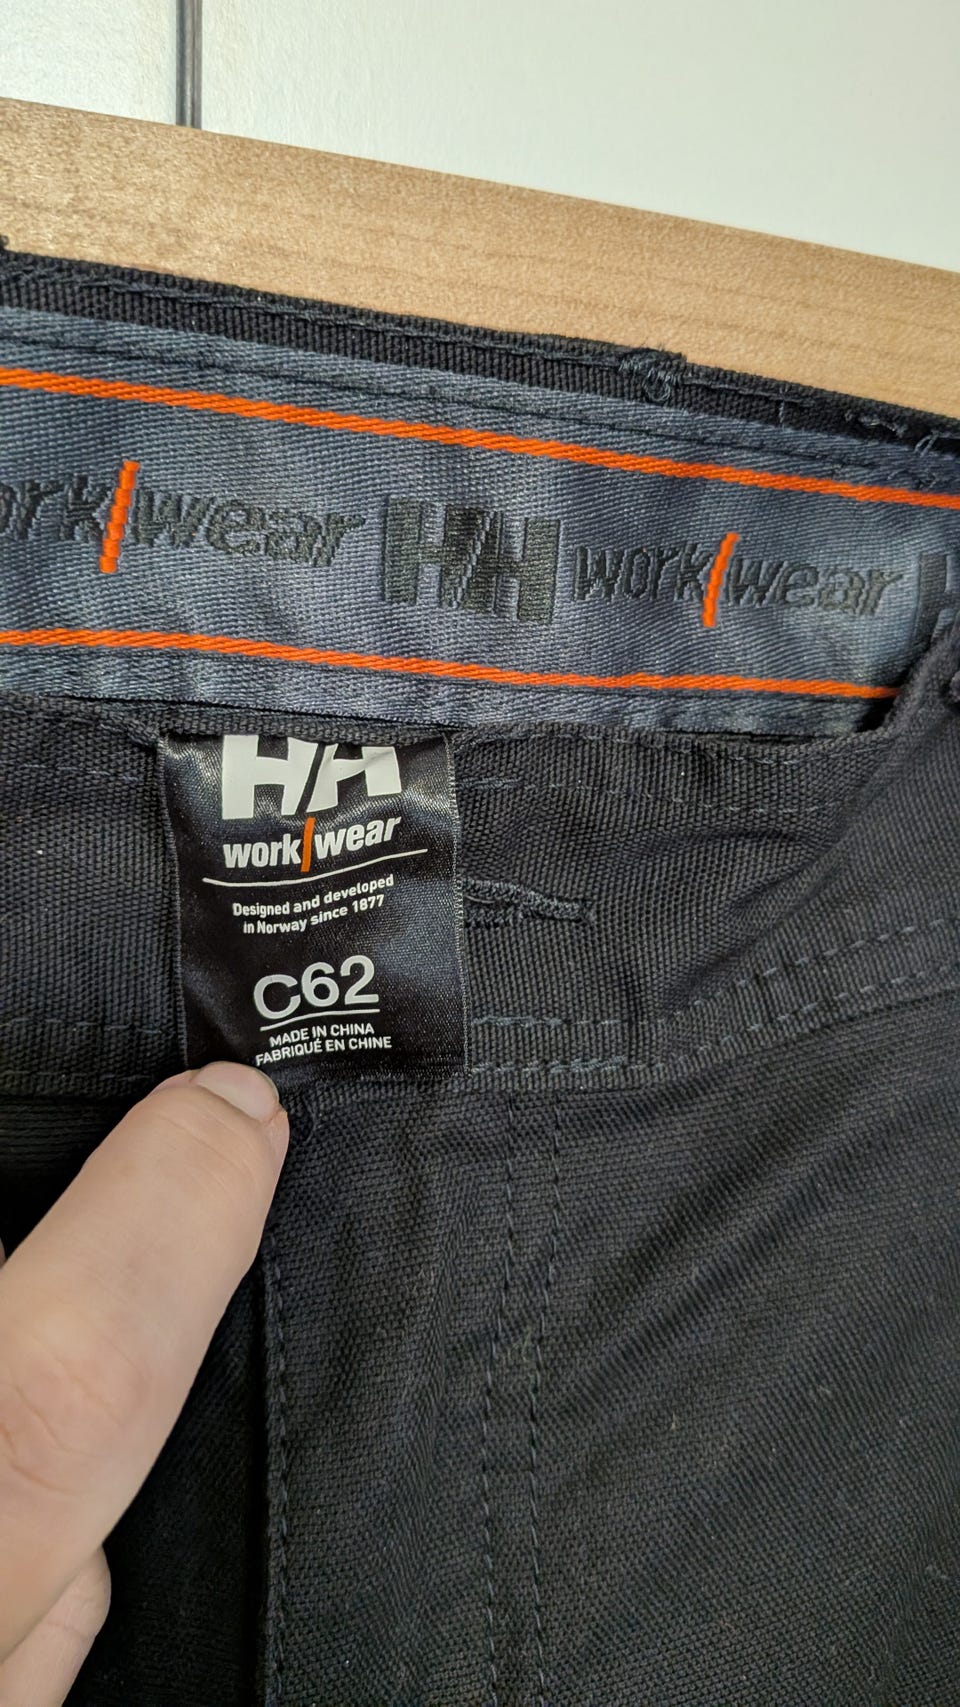 work|wear HH work|wear
HH
work/wear
Designed and developed
in Norway since 1877
C62
MADE IN CHINA
FABRIQUÉ EN CHINE